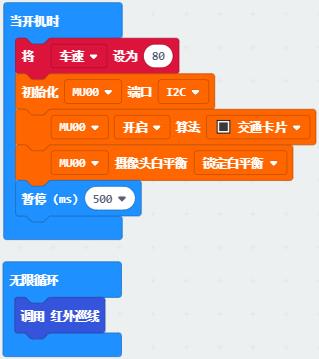 当开机时
将 车速 设为 80
初始化 MU00 端口 I2C
MU00 开启 算法 交通卡片
MU00 摄像头白平衡 锁定白平衡
暂停（ms） 500
无限循环
调用 红外巡线